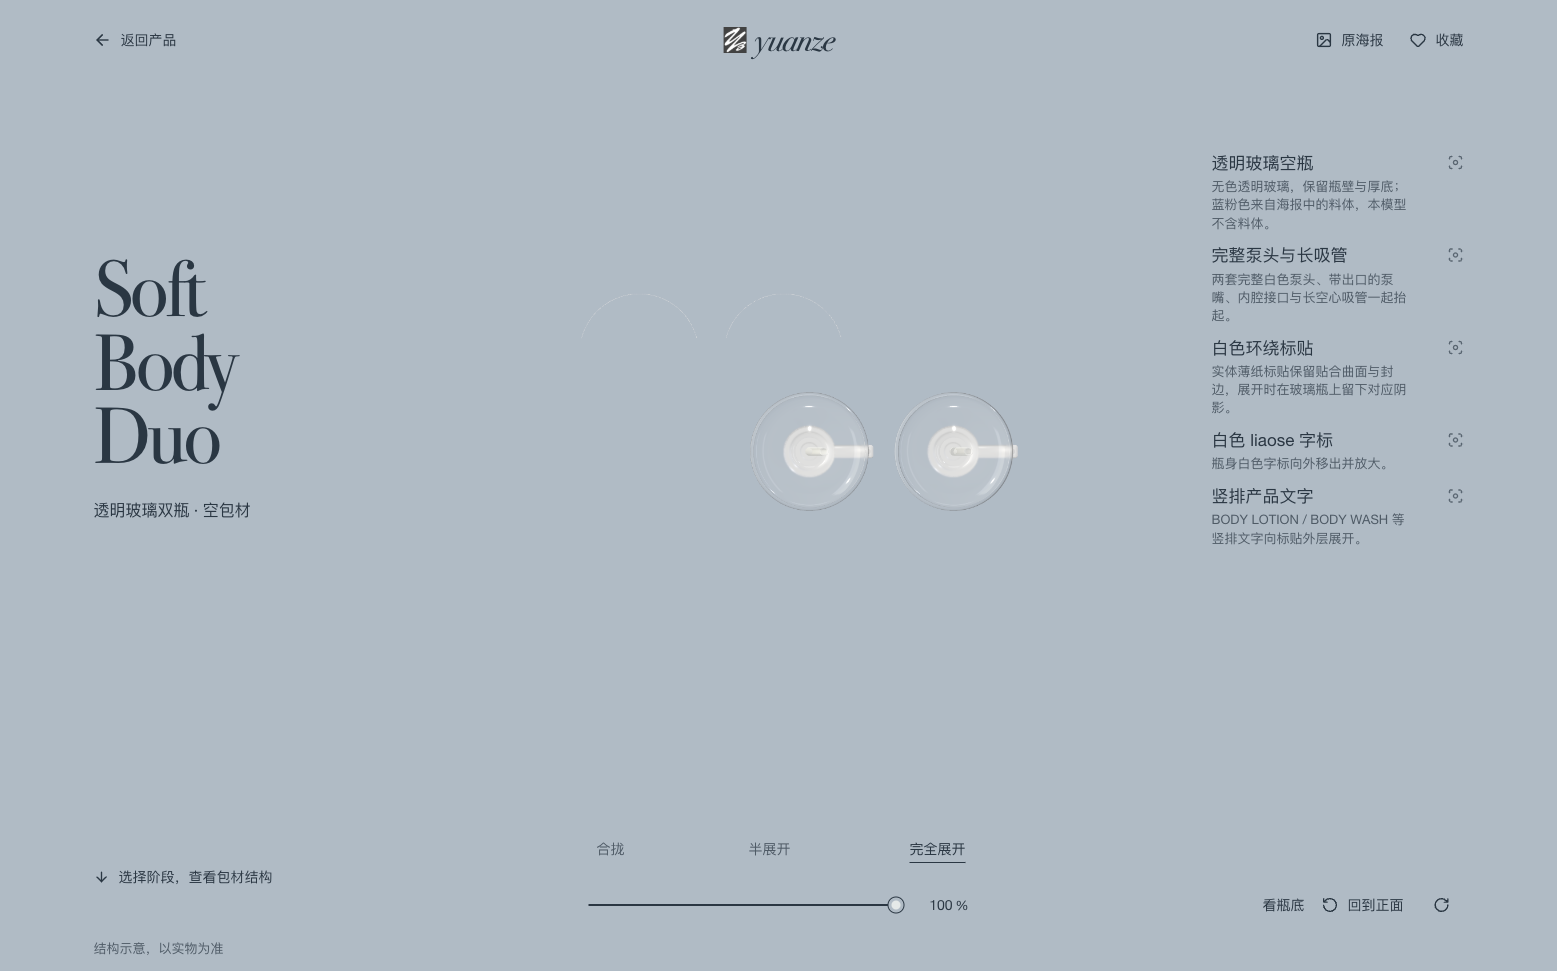 返回产品
yuanze
原海报
收藏
Soft
Body
Duo
透明玻璃双瓶 · 空包材
透明玻璃空瓶
无色透明玻璃，保留瓶壁与厚底；
蓝粉色来自海报中的料体，本模型
不含料体。
完整泵头与长吸管
两套完整白色泵头、带出口的泵
嘴、内腔接口与长空心吸管一起抬
起。
白色环绕标贴
实体薄纸标贴保留贴合曲面与封
边，展开时在玻璃瓶上留下对应阴
影。
白色 liaose 字标
瓶身白色字标向外移出并放大。
竖排产品文字
BODY LOTION / BODY WASH 等
竖排文字向标贴外层展开。
合拢
半展开
完全展开
选择阶段，查看包材结构
100 %
看瓶底
回到正面
结构示意，以实物为准